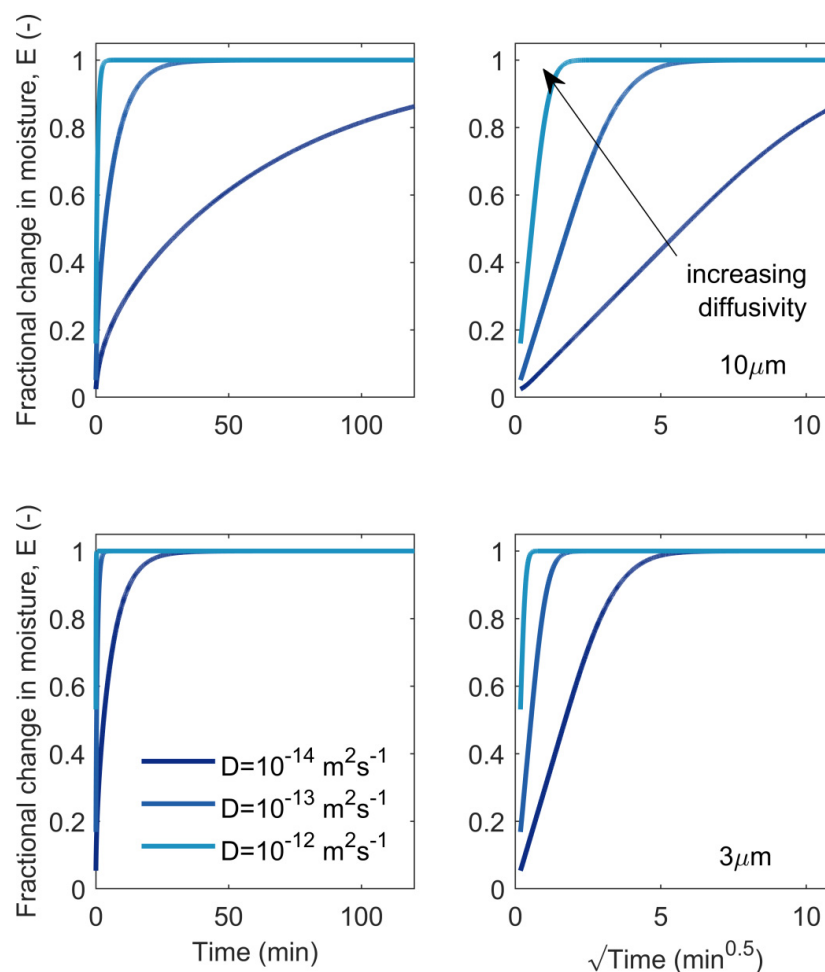 Fractional change in moisture, E (-)
1
0.8
0.6
0.4
0.2
0
0 50 100
1
0.8
0.6
0.4
0.2
0
0 5 10
increasing
diffusivity
10μm
Fractional change in moisture, E (-)
1
0.8
0.6
0.4
0.2
0
0 50 100
Time (min)
D=10⁻¹⁴ m²s⁻¹
D=10⁻¹³ m²s⁻¹
D=10⁻¹² m²s⁻¹
1
0.8
0.6
0.4
0.2
0
0 5 10
√Time (min⁰·⁵)
3μm